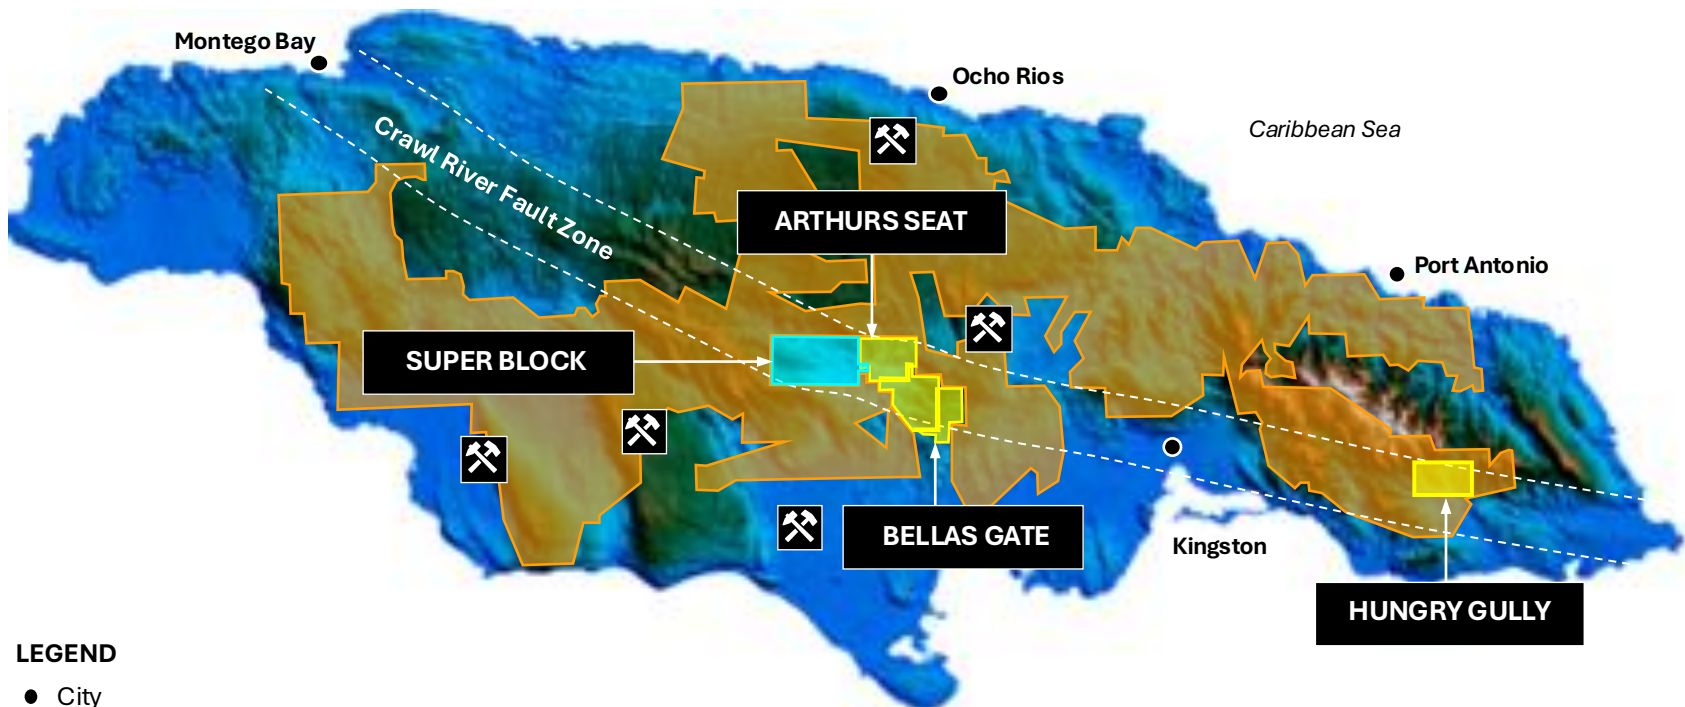 Montego Bay
Ocho Rios
Caribbean Sea
Crawl River Fault Zone
ARTHURS SEAT
Port Antonio
SUPER BLOCK
BELLAS GATE
Kingston
HUNGRY GULLY
LEGEND
City